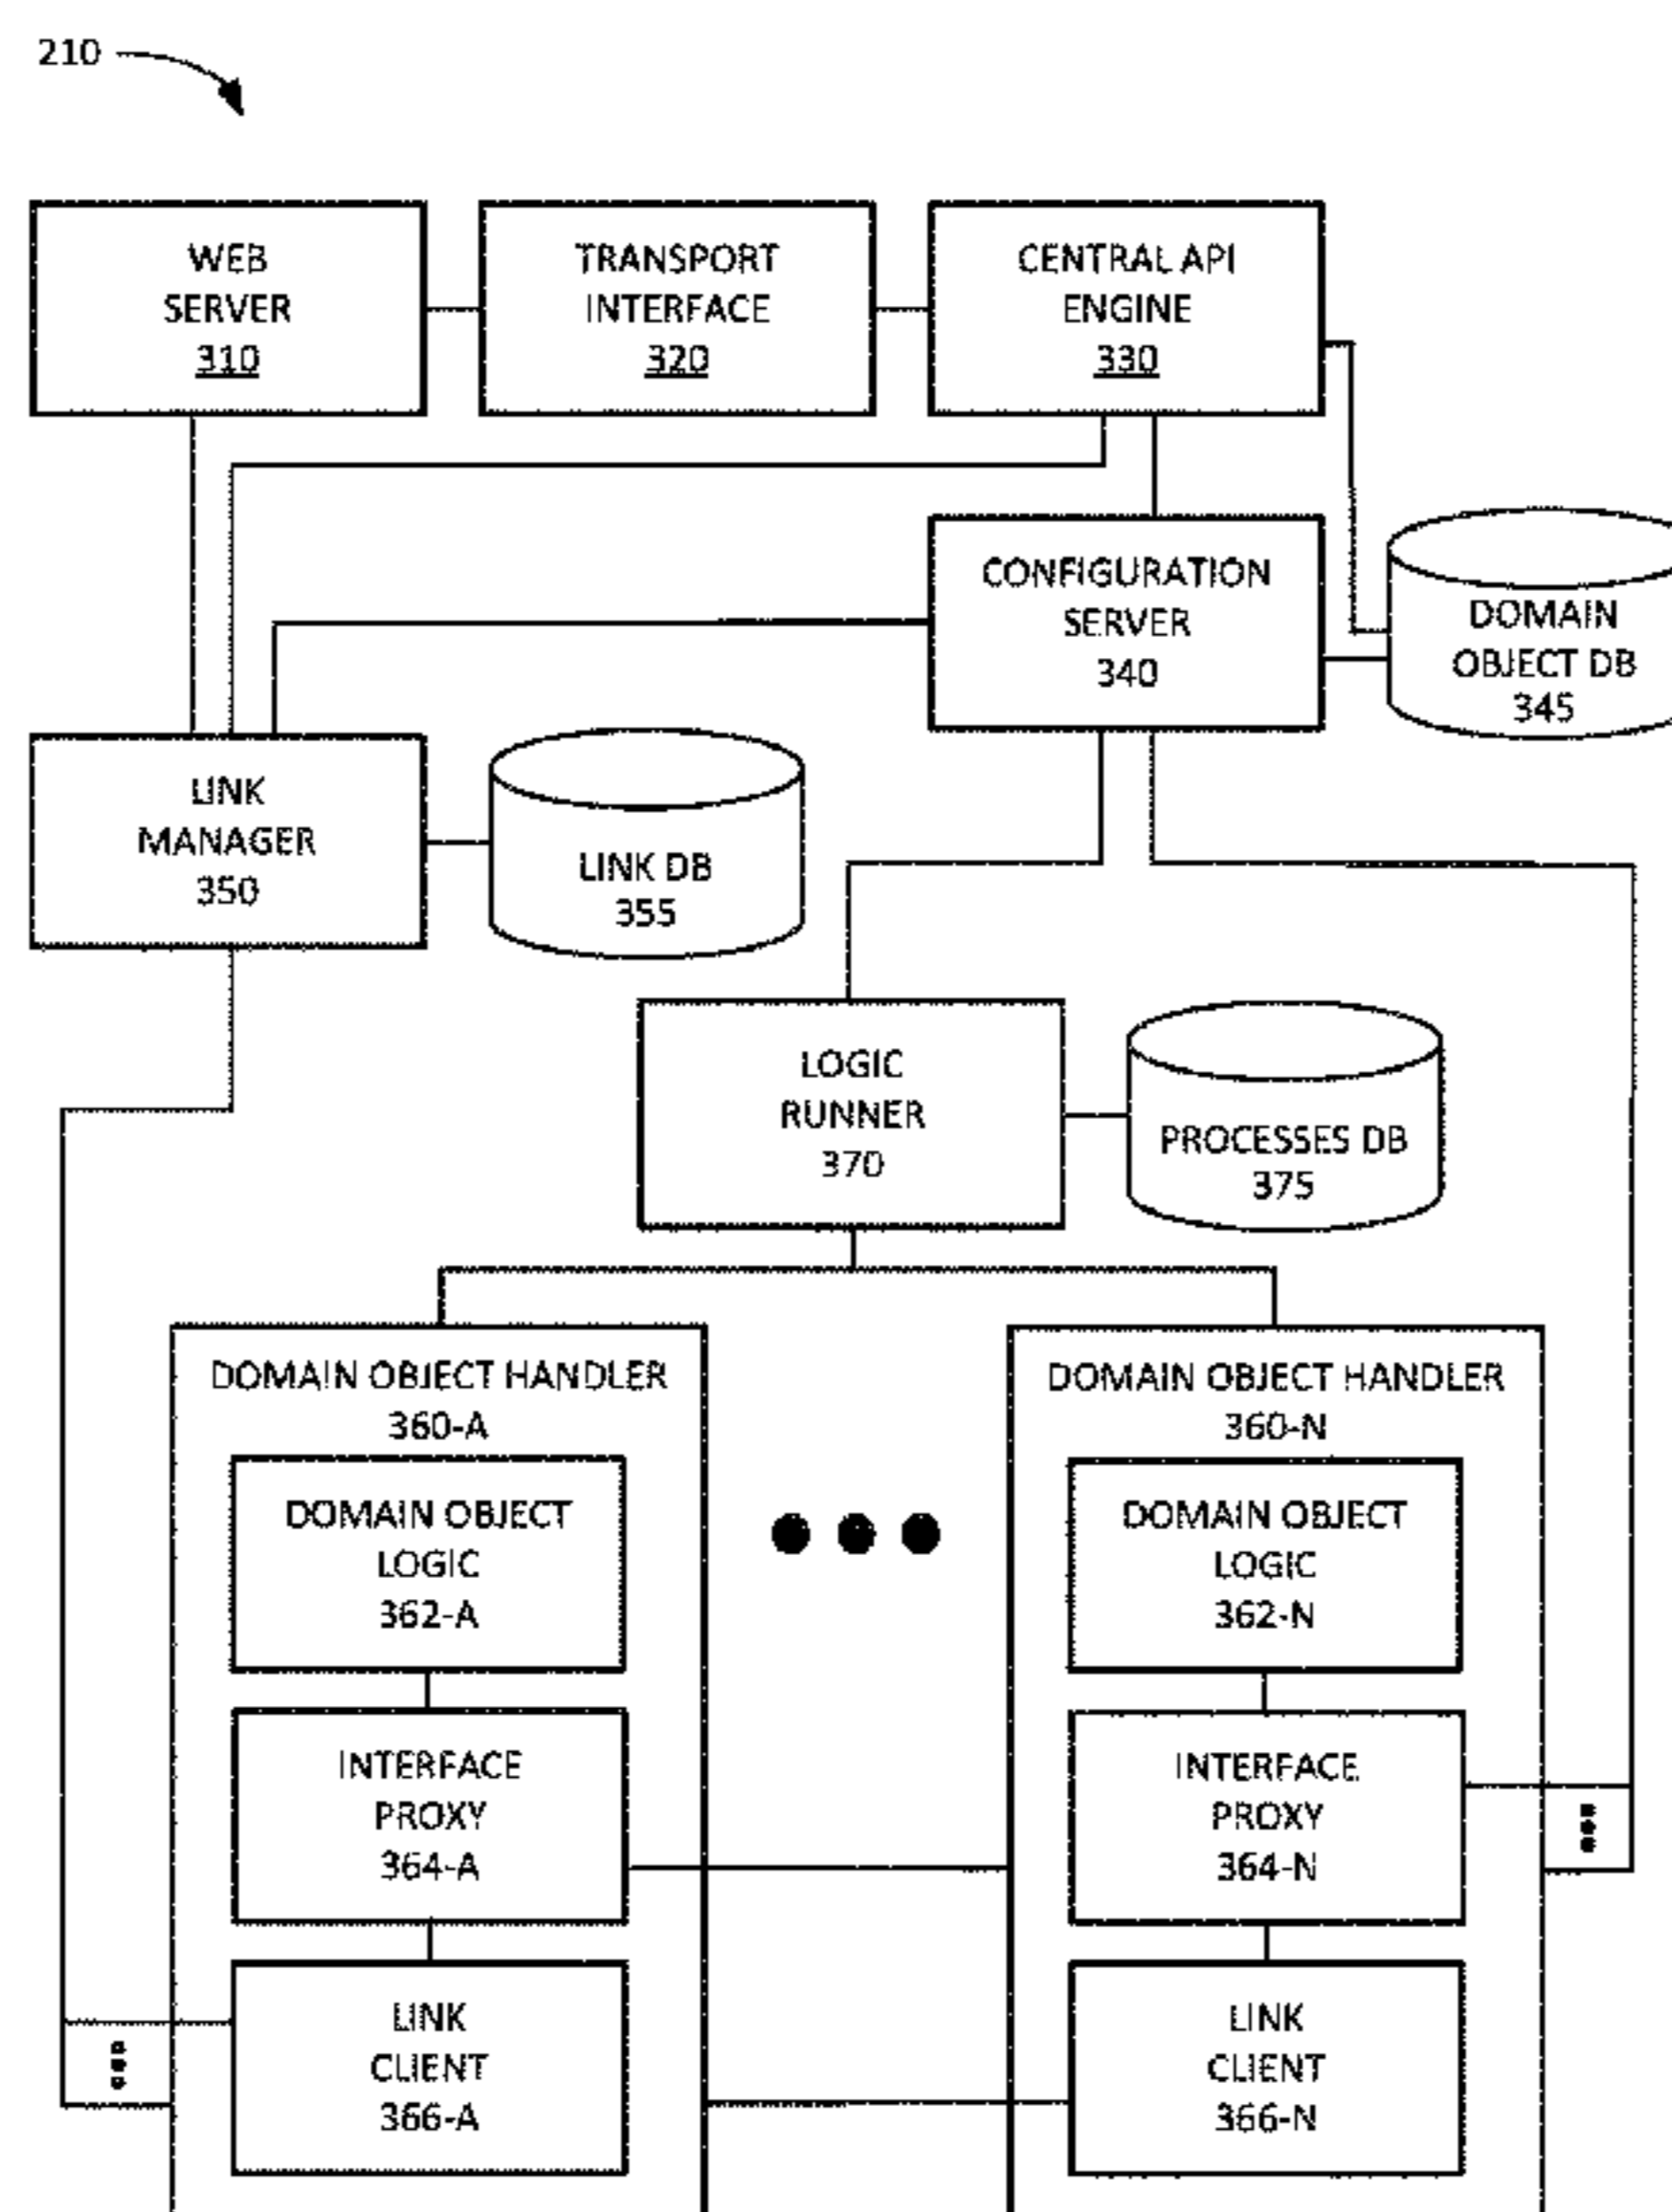 210
WEB
SERVER
310
TRANSPORT
INTERFACE
320
CENTRAL API
ENGINE
330
CONFIGURATION
SERVER
340
DOMAIN
OBJECT DB
345
LINK
MANAGER
350
LINK DB
355
LOGIC
RUNNER
370
PROCESSES DB
375
DOMAIN OBJECT HANDLER
360-A
DOMAIN OBJECT
LOGIC
362-A
INTERFACE
PROXY
364-A
LINK
CLIENT
366-A
DOMAIN OBJECT HANDLER
360-N
DOMAIN OBJECT
LOGIC
362-N
INTERFACE
PROXY
364-N
LINK
CLIENT
366-N